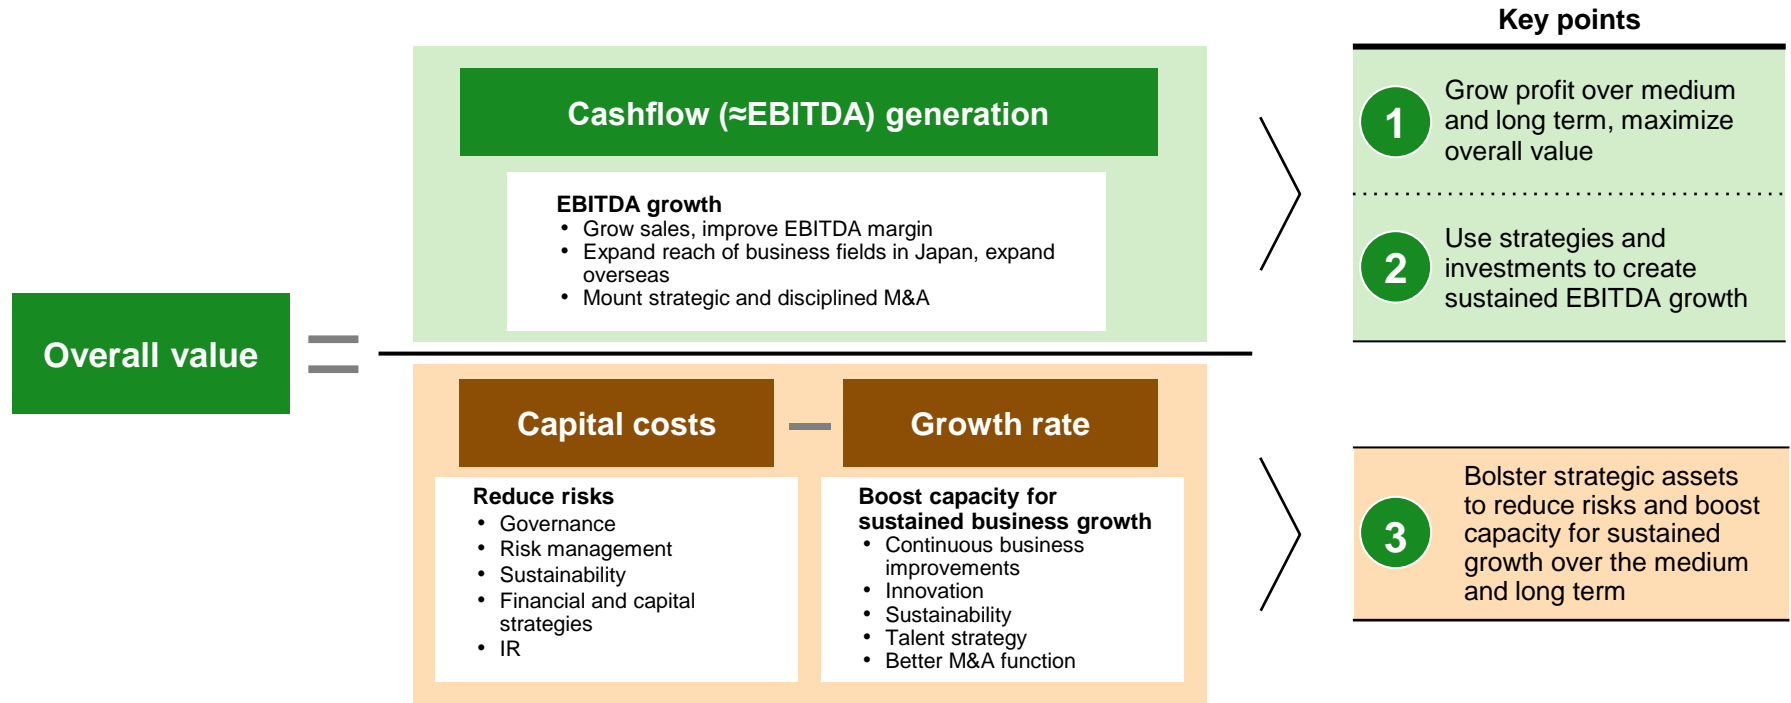 Key points
Cashflow (≈EBITDA) generation
EBITDA growth
• Grow sales, improve EBITDA margin
• Expand reach of business fields in Japan, expand
overseas
• Mount strategic and disciplined M&A
1
Grow profit over medium
and long term, maximize
overall value
2
Use strategies and
investments to create
sustained EBITDA growth
Overall value
=
Capital costs
—
Growth rate
Reduce risks
• Governance
• Risk management
• Sustainability
• Financial and capital
strategies
• IR
Boost capacity for
sustained business growth
• Continuous business
improvements
• Innovation
• Sustainability
• Talent strategy
• Better M&A function
3
Bolster strategic assets
to reduce risks and boost
capacity for sustained
growth over the medium
and long term